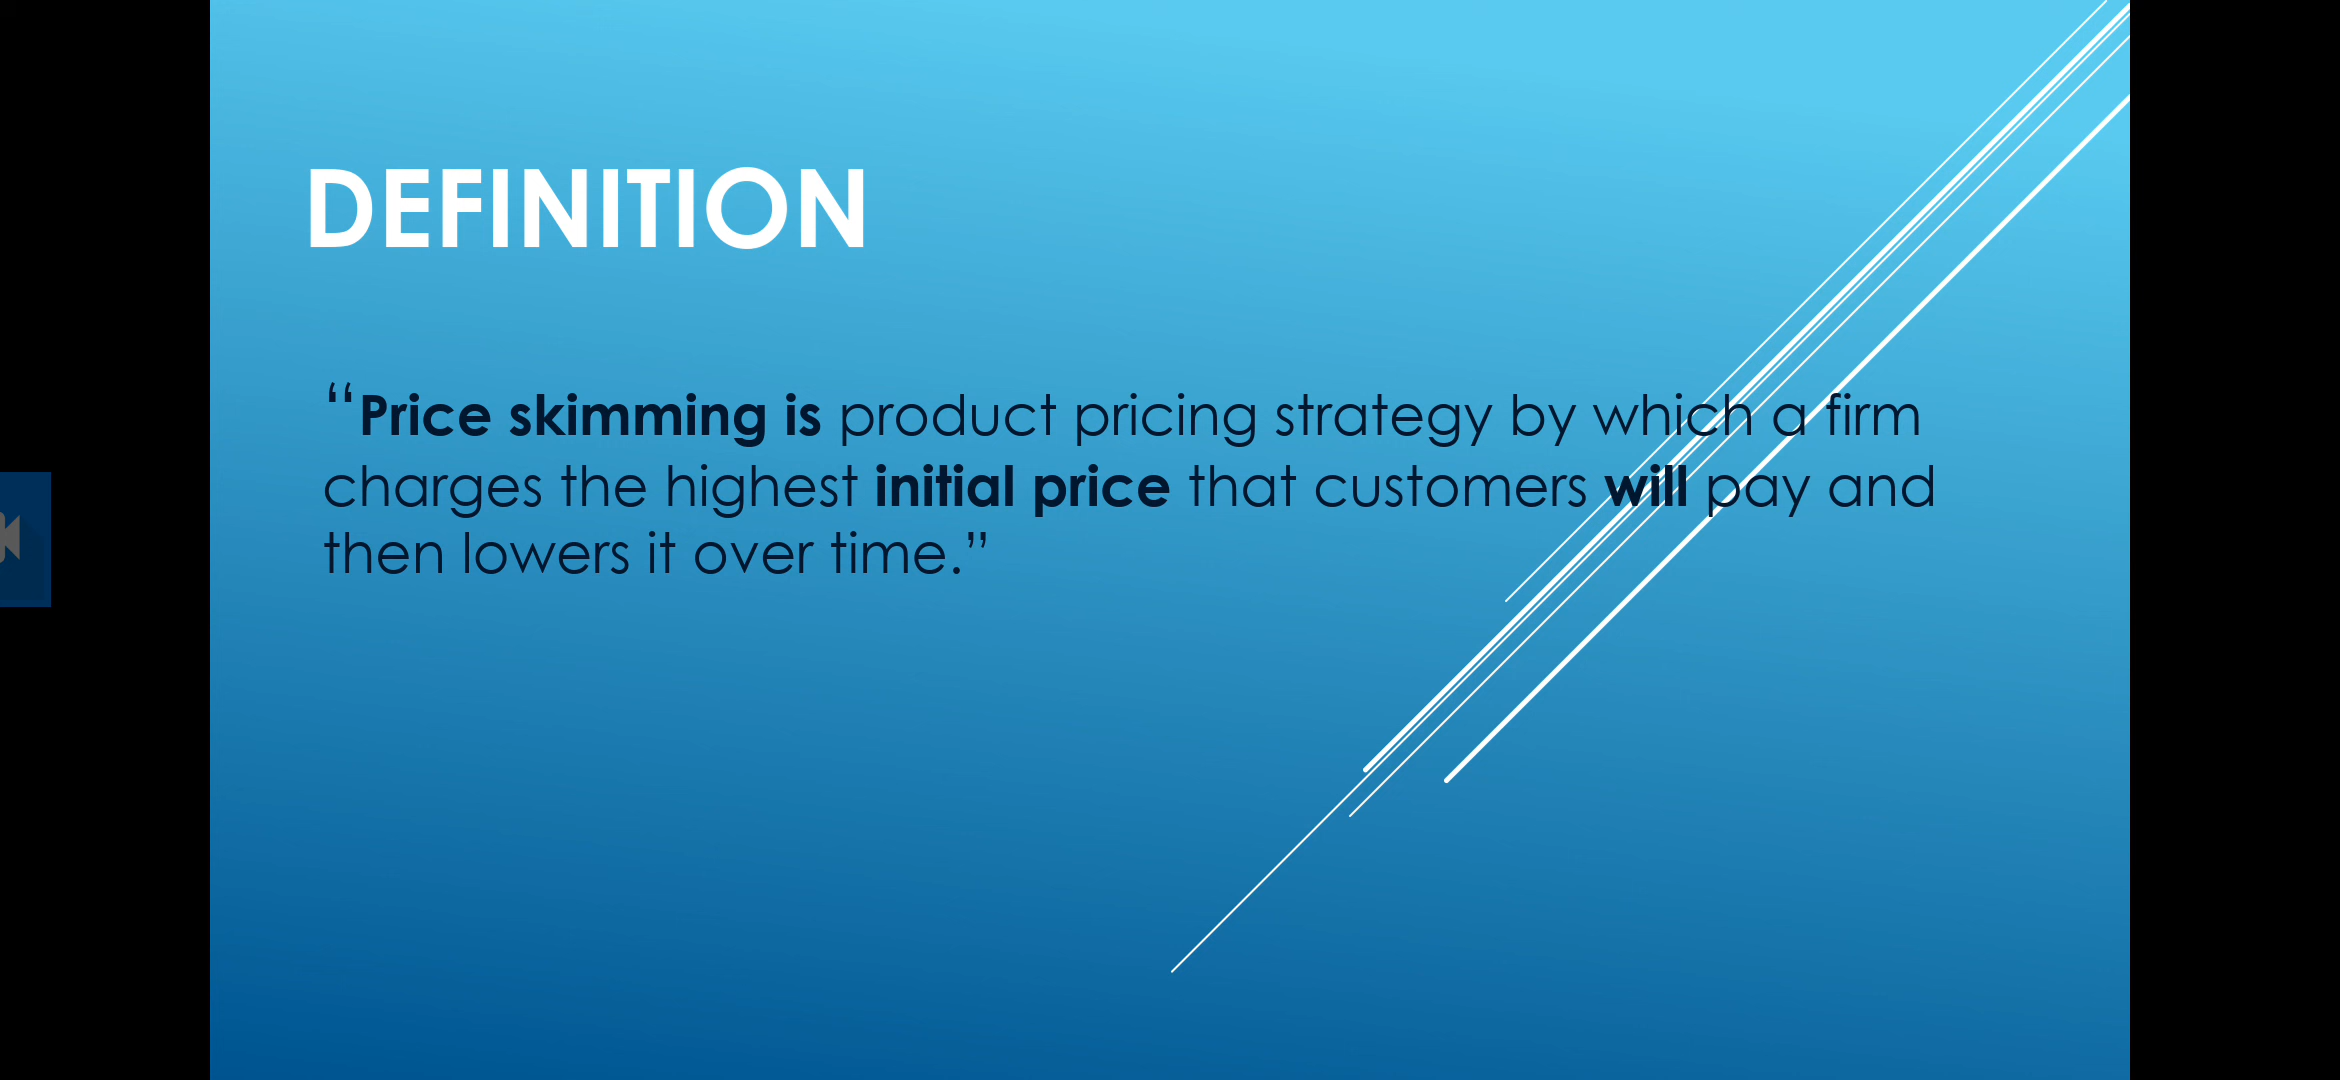 DEFINITION
“Price skimming is product pricing strategy by which a firm
charges the highest initial price that customers will pay and
then lowers it over time.”